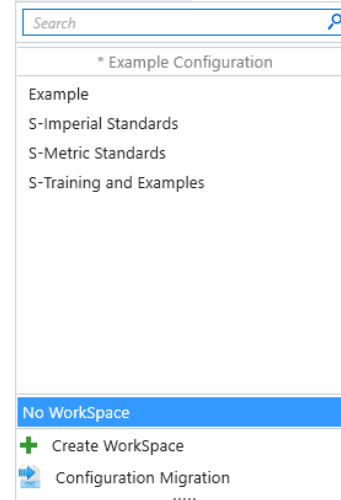 Search
* Example Configuration
Example
S-Imperial Standards
S-Metric Standards
S-Training and Examples
No WorkSpace
Create WorkSpace
Configuration Migration